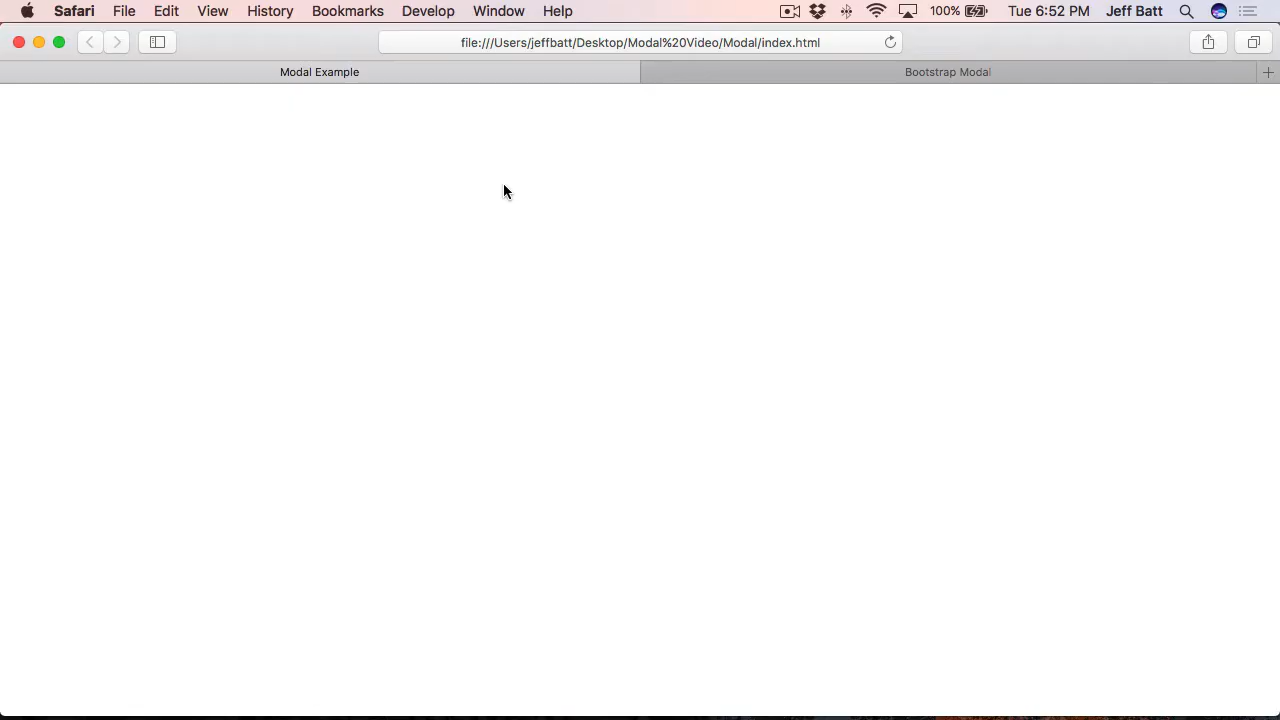 Safari File Edit View History Bookmarks Develop Window Help 100% Tue 6:52 PM Jeff Batt
file:///Users/jeffbatt/Desktop/Modal%20Video/Modal/index.html
Modal Example Bootstrap Modal